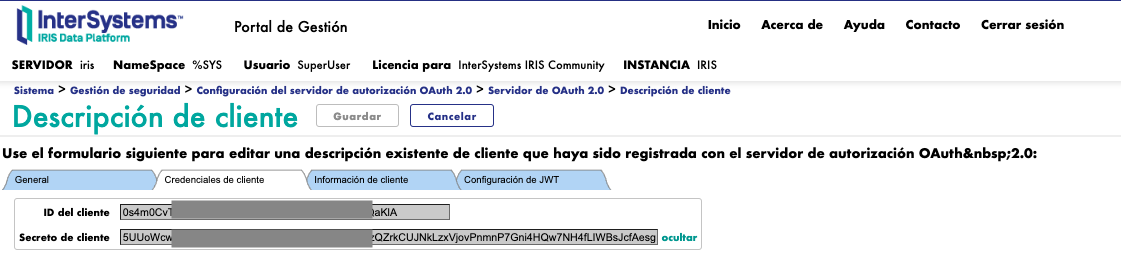 InterSystems™
IRIS Data Platform
Portal de Gestión
Inicio Acerca de Ayuda Contacto Cerrar sesión
SERVIDOR iris NameSpace %SYS Usuario SuperUser Licencia para InterSystems IRIS Community INSTANCIA IRIS
Sistema > Gestión de seguridad > Configuración del servidor de autorización OAuth 2.0 > Servidor de OAuth 2.0 > Descripción de cliente
Descripción de cliente Guardar Cancelar
Use el formulario siguiente para editar una descripción existente de cliente que haya sido registrada con el servidor de autorización OAuth&nbsp;2.0:
General Credenciales de cliente Información de cliente Configuración de JWT
ID del cliente 0s4m0Cv aKIA
Secreto de cliente 5UUoWcw QZrkCUJNkLzxVjovPnmnP7Gni4HQw7NH4fLIWBsJcfAesg ocultar